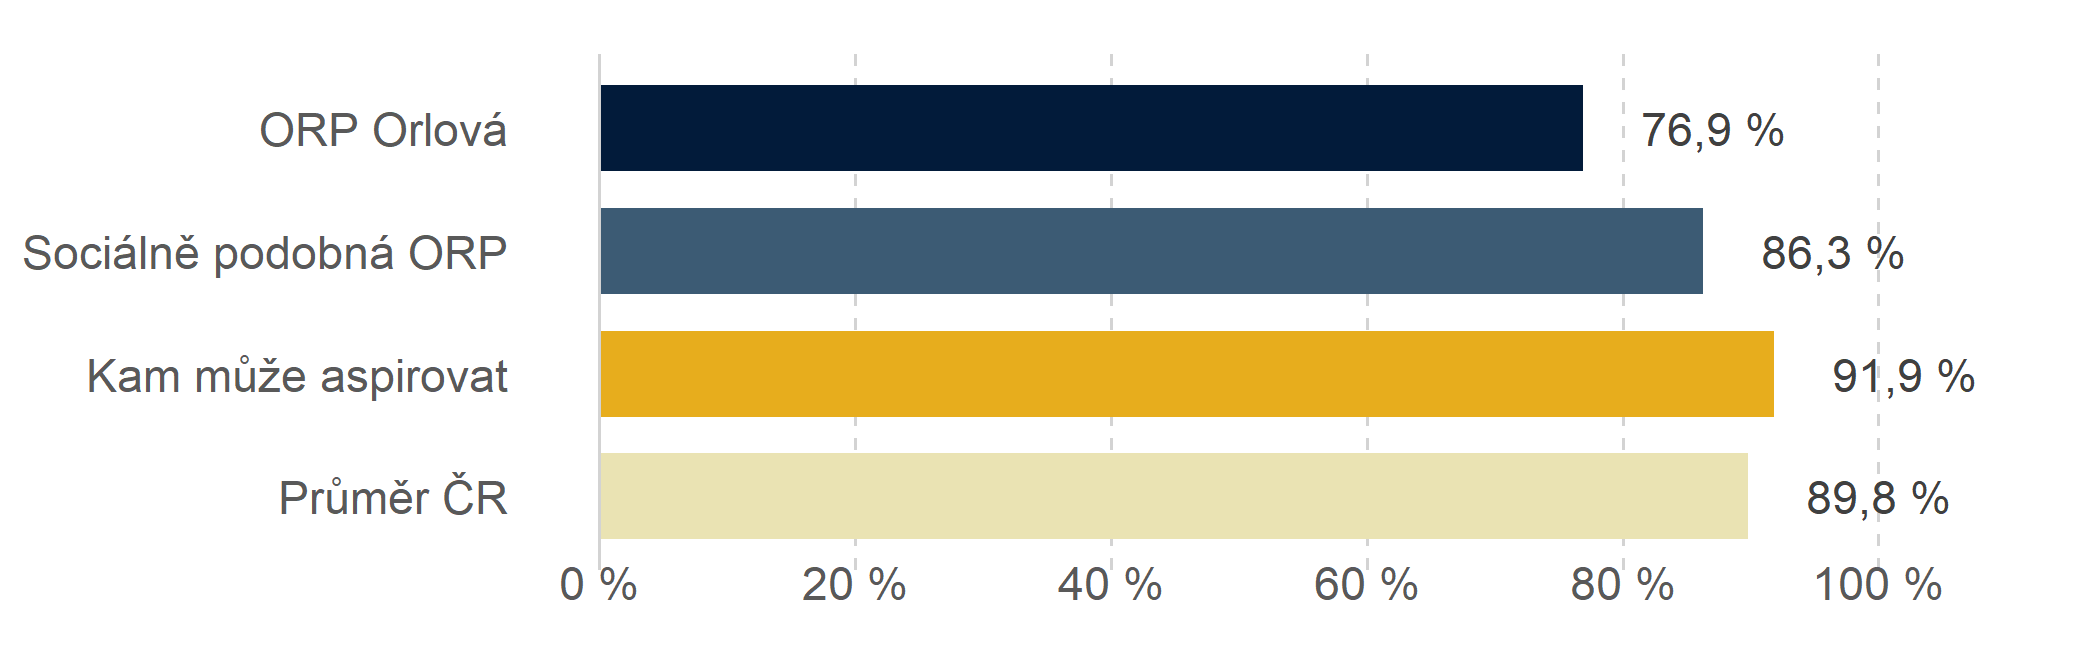 ORP Orlová 76,9 %
Sociálně podobná ORP 86,3 %
Kam může aspirovat 91,9 %
Průměr ČR 89,8 %
0 % 20 % 40 % 60 % 80 % 100 %